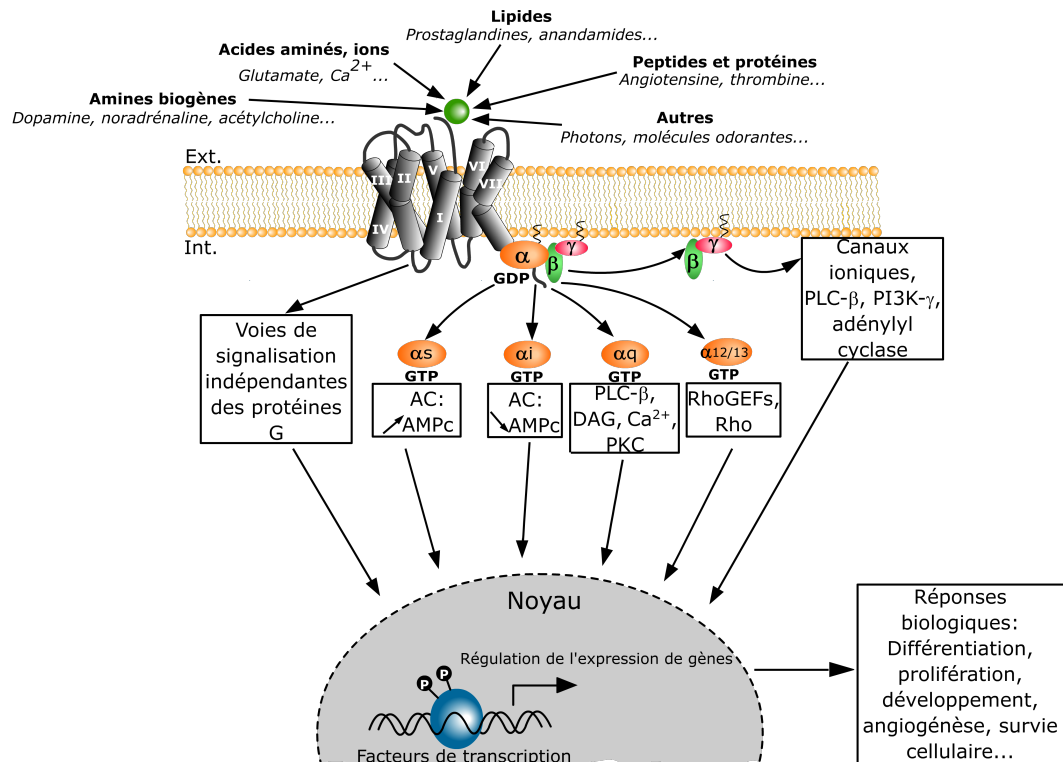 Lipides
Prostaglandines, anandamides...
Acides aminés, ions
Glutamate, Ca2+...
Peptides et protéines
Angiotensine, thrombine...
Amines biogènes
Dopamine, noradrénaline, acétylcholine...
Autres
Photons, molécules odorantes...
Ext.
III
II
V
VI
VII
I
IV
Int.
α
β
γ
GDP
β
γ
Canaux
ioniques,
PLC-β, PI3K-γ,
adénylyl
cyclase
Voies de
signalisation
indépendantes
des protéines
G
αs
GTP
AC:
AMPc
αi
GTP
AC:
AMPc
αq
GTP
PLC-β,
DAG, Ca2+,
PKC
α12/13
GTP
RhoGEFs,
Rho
Noyau
Régulation de l'expression de gènes
P
P
Facteurs de transcription
Réponses
biologiques:
Différentiation,
prolifération,
développement,
angiogénèse, survie
cellulaire...